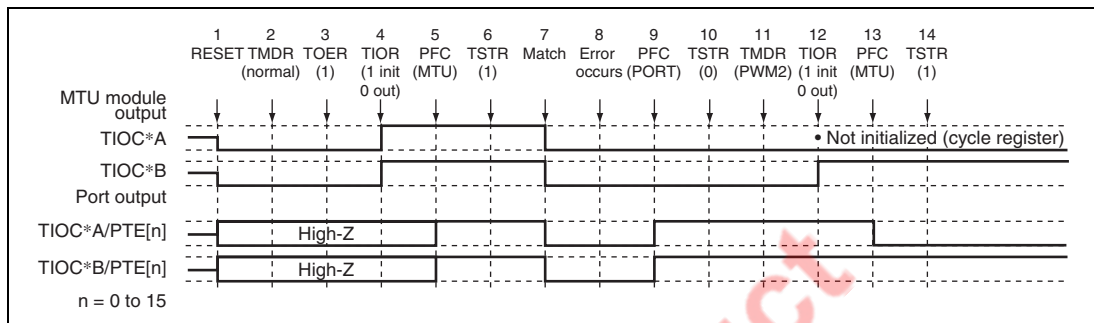 1 2 3 4 5 6 7 8 9 10 11 12 13 14
RESET TMDR TOER TIOR PFC TSTR Match Error PFC TSTR TMDR TIOR PFC TSTR
(normal) (1) (1 init (MTU) (1) occurs (PORT) (0) (PWM2) (1 init (MTU) (1)
0 out) 0 out)
MTU module
output
TIOC*A
• Not initialized (cycle register)
TIOC*B
Port output
TIOC*A/PTE[n]
High-Z
TIOC*B/PTE[n]
High-Z
n = 0 to 15